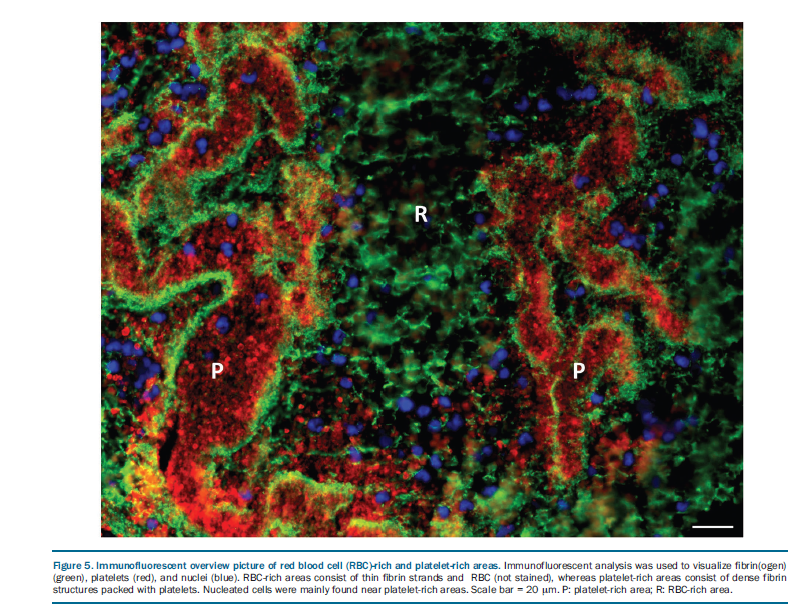 R
P
P
Figure 5. Immunofluorescent overview picture of red blood cell (RBC)-rich and platelet-rich areas. Immunofluorescent analysis was used to visualize fibrin(ogen)
(green), platelets (red), and nuclei (blue). RBC-rich areas consist of thin fibrin strands and RBC (not stained), whereas platelet-rich areas consist of dense fibrin
structures packed with platelets. Nucleated cells were mainly found near platelet-rich areas. Scale bar = 20 μm. P: platelet-rich area; R: RBC-rich area.